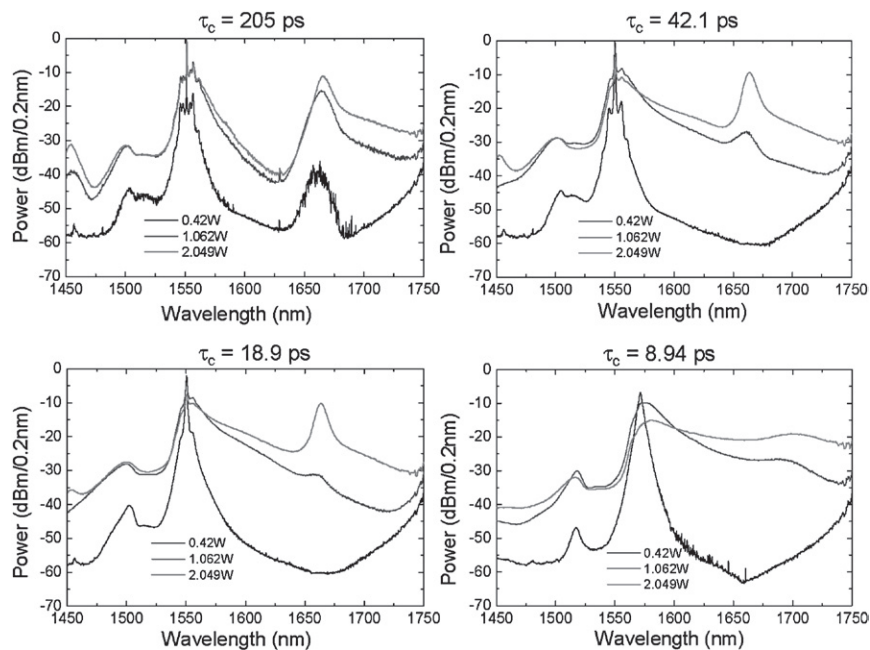 τc = 205 ps
τc = 42.1 ps
Power (dBm/0.2nm)
0
-10
-20
-30
-40
-50
-60
-70
0.42W
1.062W
2.049W
1450 1500 1550 1600 1650 1700 1750
Wavelength (nm)
Power (dBm/0.2nm)
0
-10
-20
-30
-40
-50
-60
-70
0.42W
1.062W
2.049W
1450 1500 1550 1600 1650 1700 1750
Wavelength (nm)
τc = 18.9 ps
τc = 8.94 ps
Power (dBm/0.2nm)
0
-10
-20
-30
-40
-50
-60
-70
0.42W
1.062W
2.049W
1450 1500 1550 1600 1650 1700 1750
Wavelength (nm)
Power (dBm/0.2nm)
0
-10
-20
-30
-40
-50
-60
-70
0.42W
1.062W
2.049W
1450 1500 1550 1600 1650 1700 1750
Wavelength (nm)